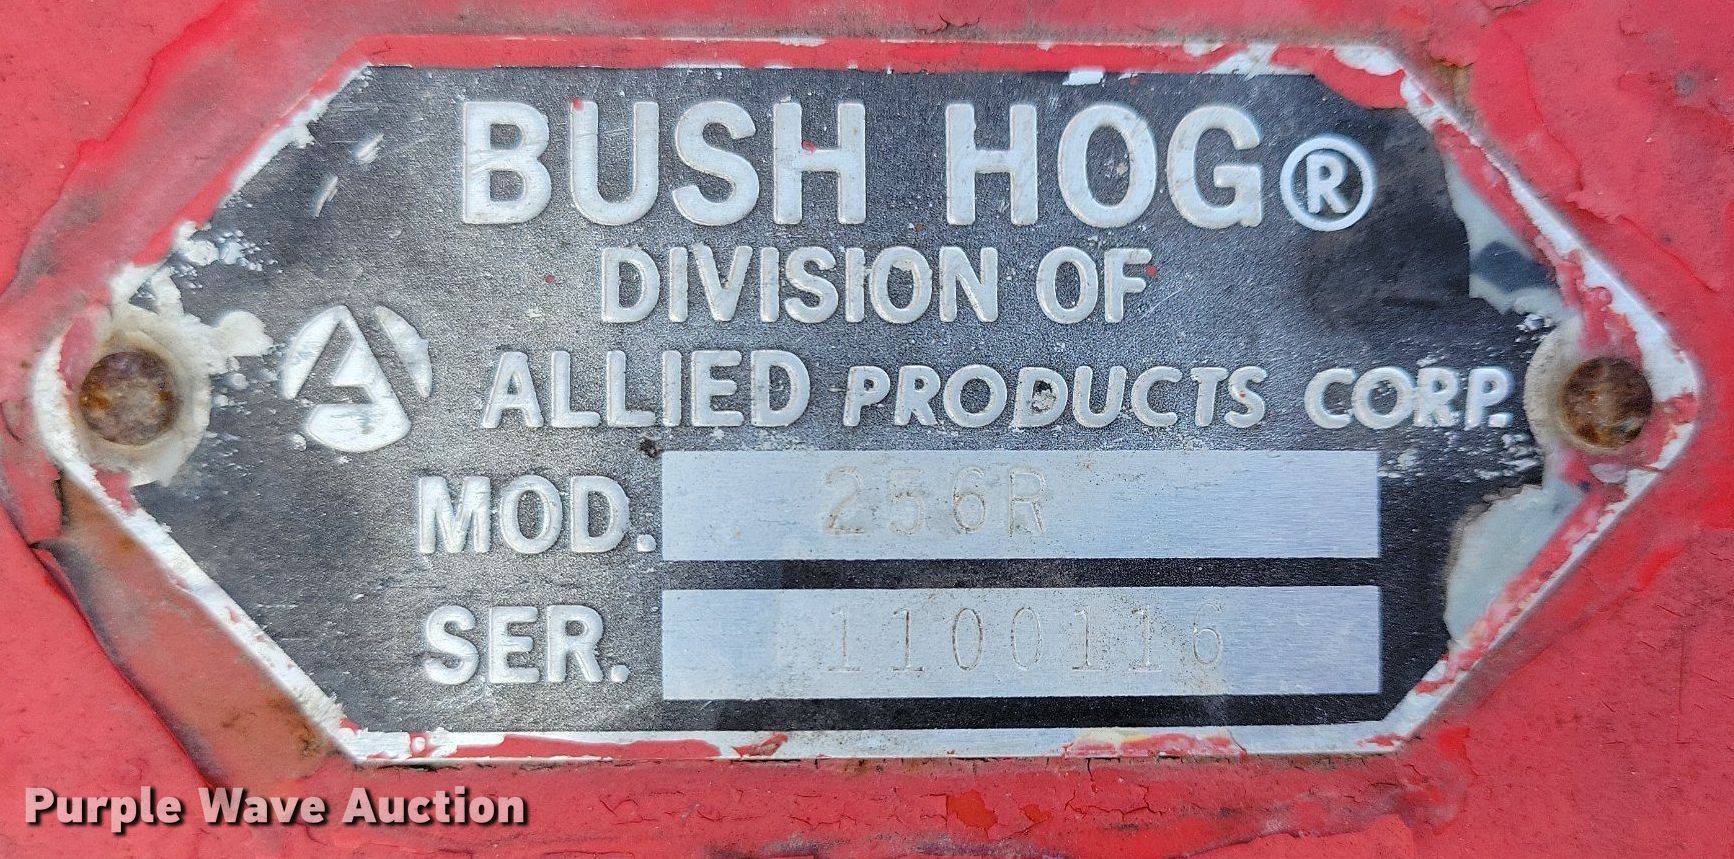 BUSH HOG®
DIVISION OF
ALLIED PRODUCTS CORP.
MOD. 256R
SER. 1100116
Purple Wave Auction